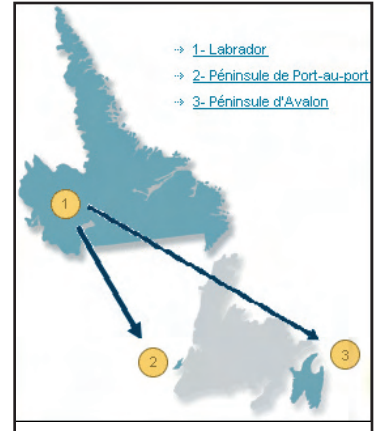 1- Labrador
2- Péninsule de Port-au-port
3- Péninsule d'Avalon
1
2
3